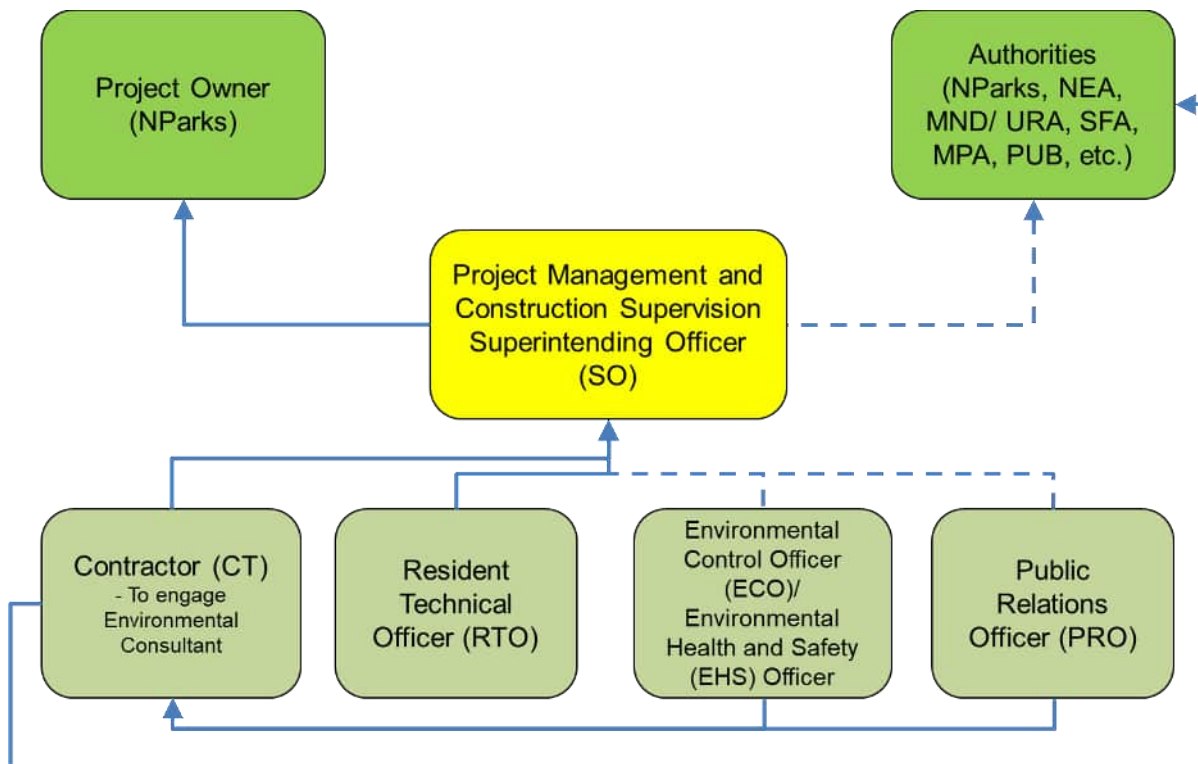 Project Owner
(NParks)
Authorities
(NParks, NEA,
MND/ URA, SFA,
MPA, PUB, etc.)
Project Management and
Construction Supervision
Superintending Officer
(SO)
Contractor (CT)
- To engage
Environmental
Consultant
Resident
Technical
Officer (RTO)
Environmental
Control Officer
(ECO)/
Environmental
Health and Safety
(EHS) Officer
Public
Relations
Officer (PRO)